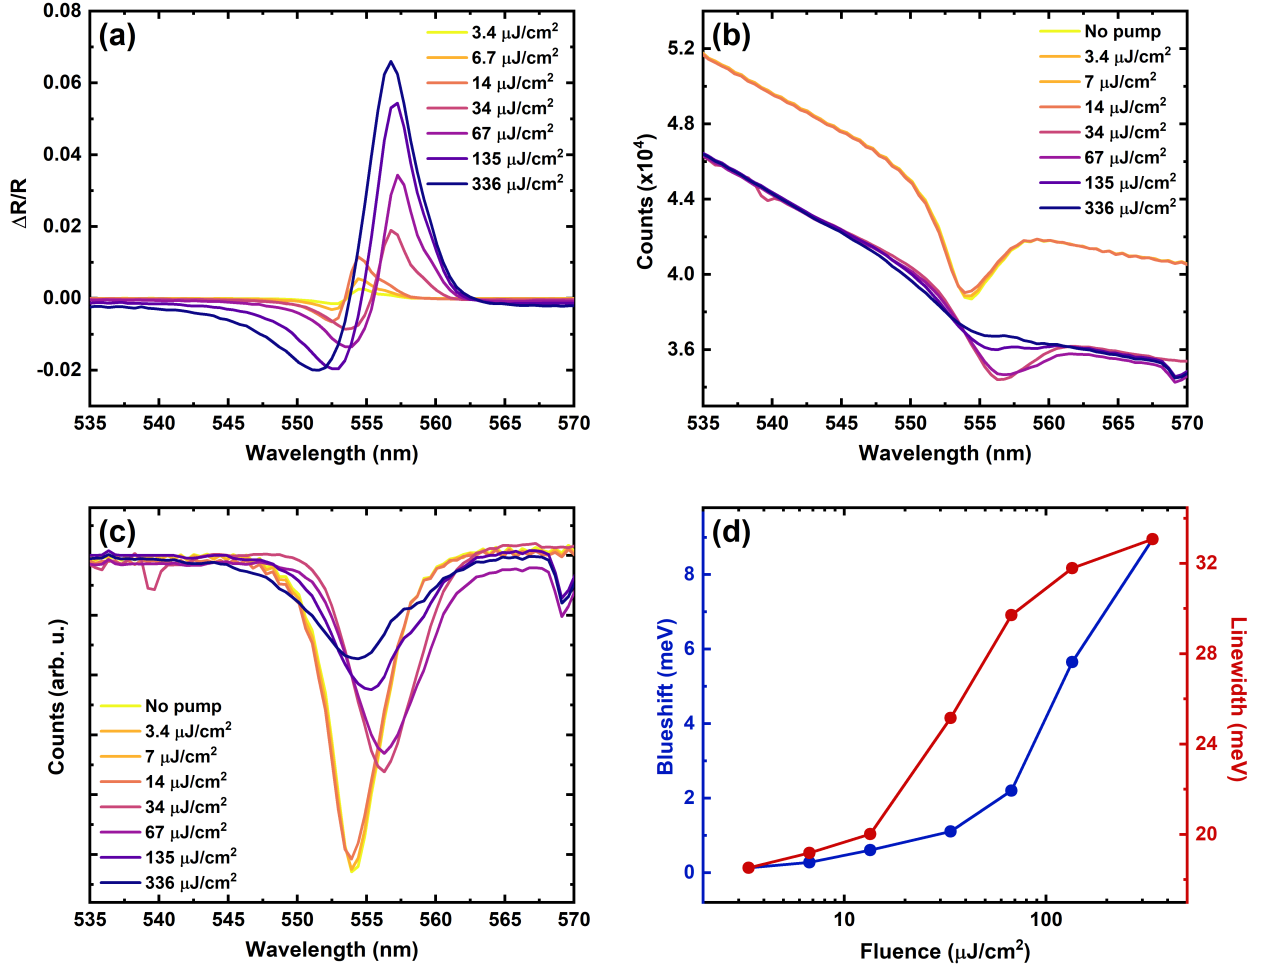 (a)
3.4 μJ/cm²
6.7 μJ/cm²
14 μJ/cm²
34 μJ/cm²
67 μJ/cm²
135 μJ/cm²
336 μJ/cm²
0.08
0.06
0.04
0.02
0.00
-0.02
ΔR/R
535 540 545 550 555 560 565 570
Wavelength (nm)
(b)
No pump
3.4 μJ/cm²
7 μJ/cm²
14 μJ/cm²
34 μJ/cm²
67 μJ/cm²
135 μJ/cm²
336 μJ/cm²
5.2
4.8
4.4
4.0
3.6
Counts (x10⁴)
535 540 545 550 555 560 565 570
Wavelength (nm)
(c)
No pump
3.4 μJ/cm²
7 μJ/cm²
14 μJ/cm²
34 μJ/cm²
67 μJ/cm²
135 μJ/cm²
336 μJ/cm²
Counts (arb. u.)
535 540 545 550 555 560 565 570
Wavelength (nm)
(d)
8
6
4
2
0
Blueshift (meV)
32
28
24
20
Linewidth (meV)
10 100
Fluence (μJ/cm²)